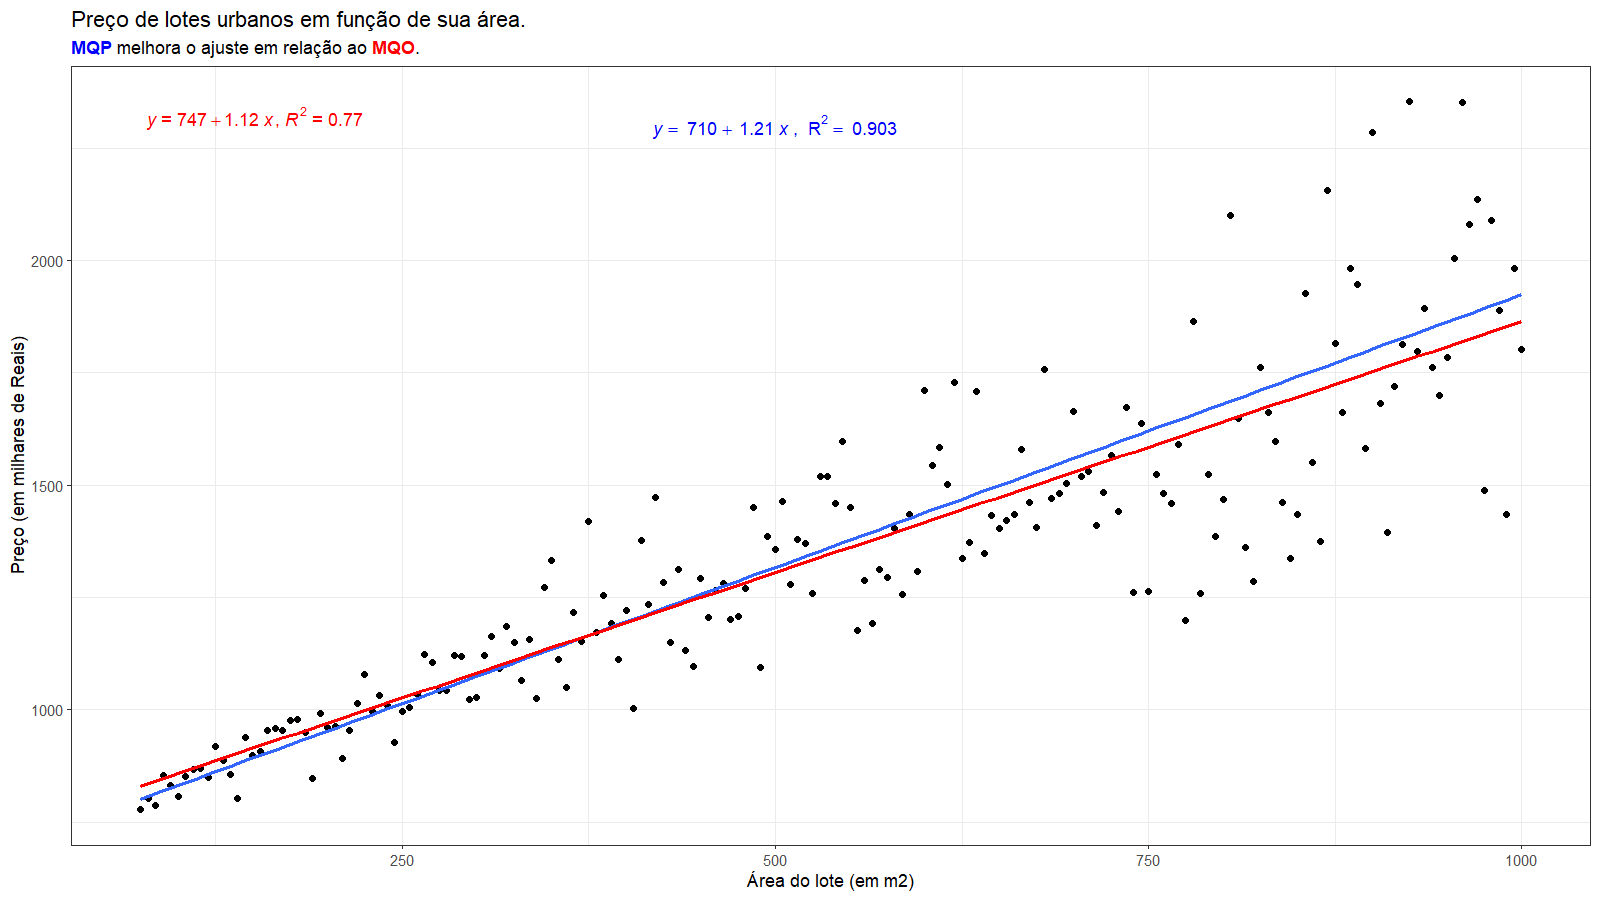 Preço de lotes urbanos em função de sua área.
MQP melhora o ajuste em relação ao MQO.
y = 747 + 1.12 x, R² = 0.77
y = 710 + 1.21 x , R² = 0.903
Preço (em milhares de Reais)
2000
1500
1000
250 500 750 1000
Área do lote (em m2)